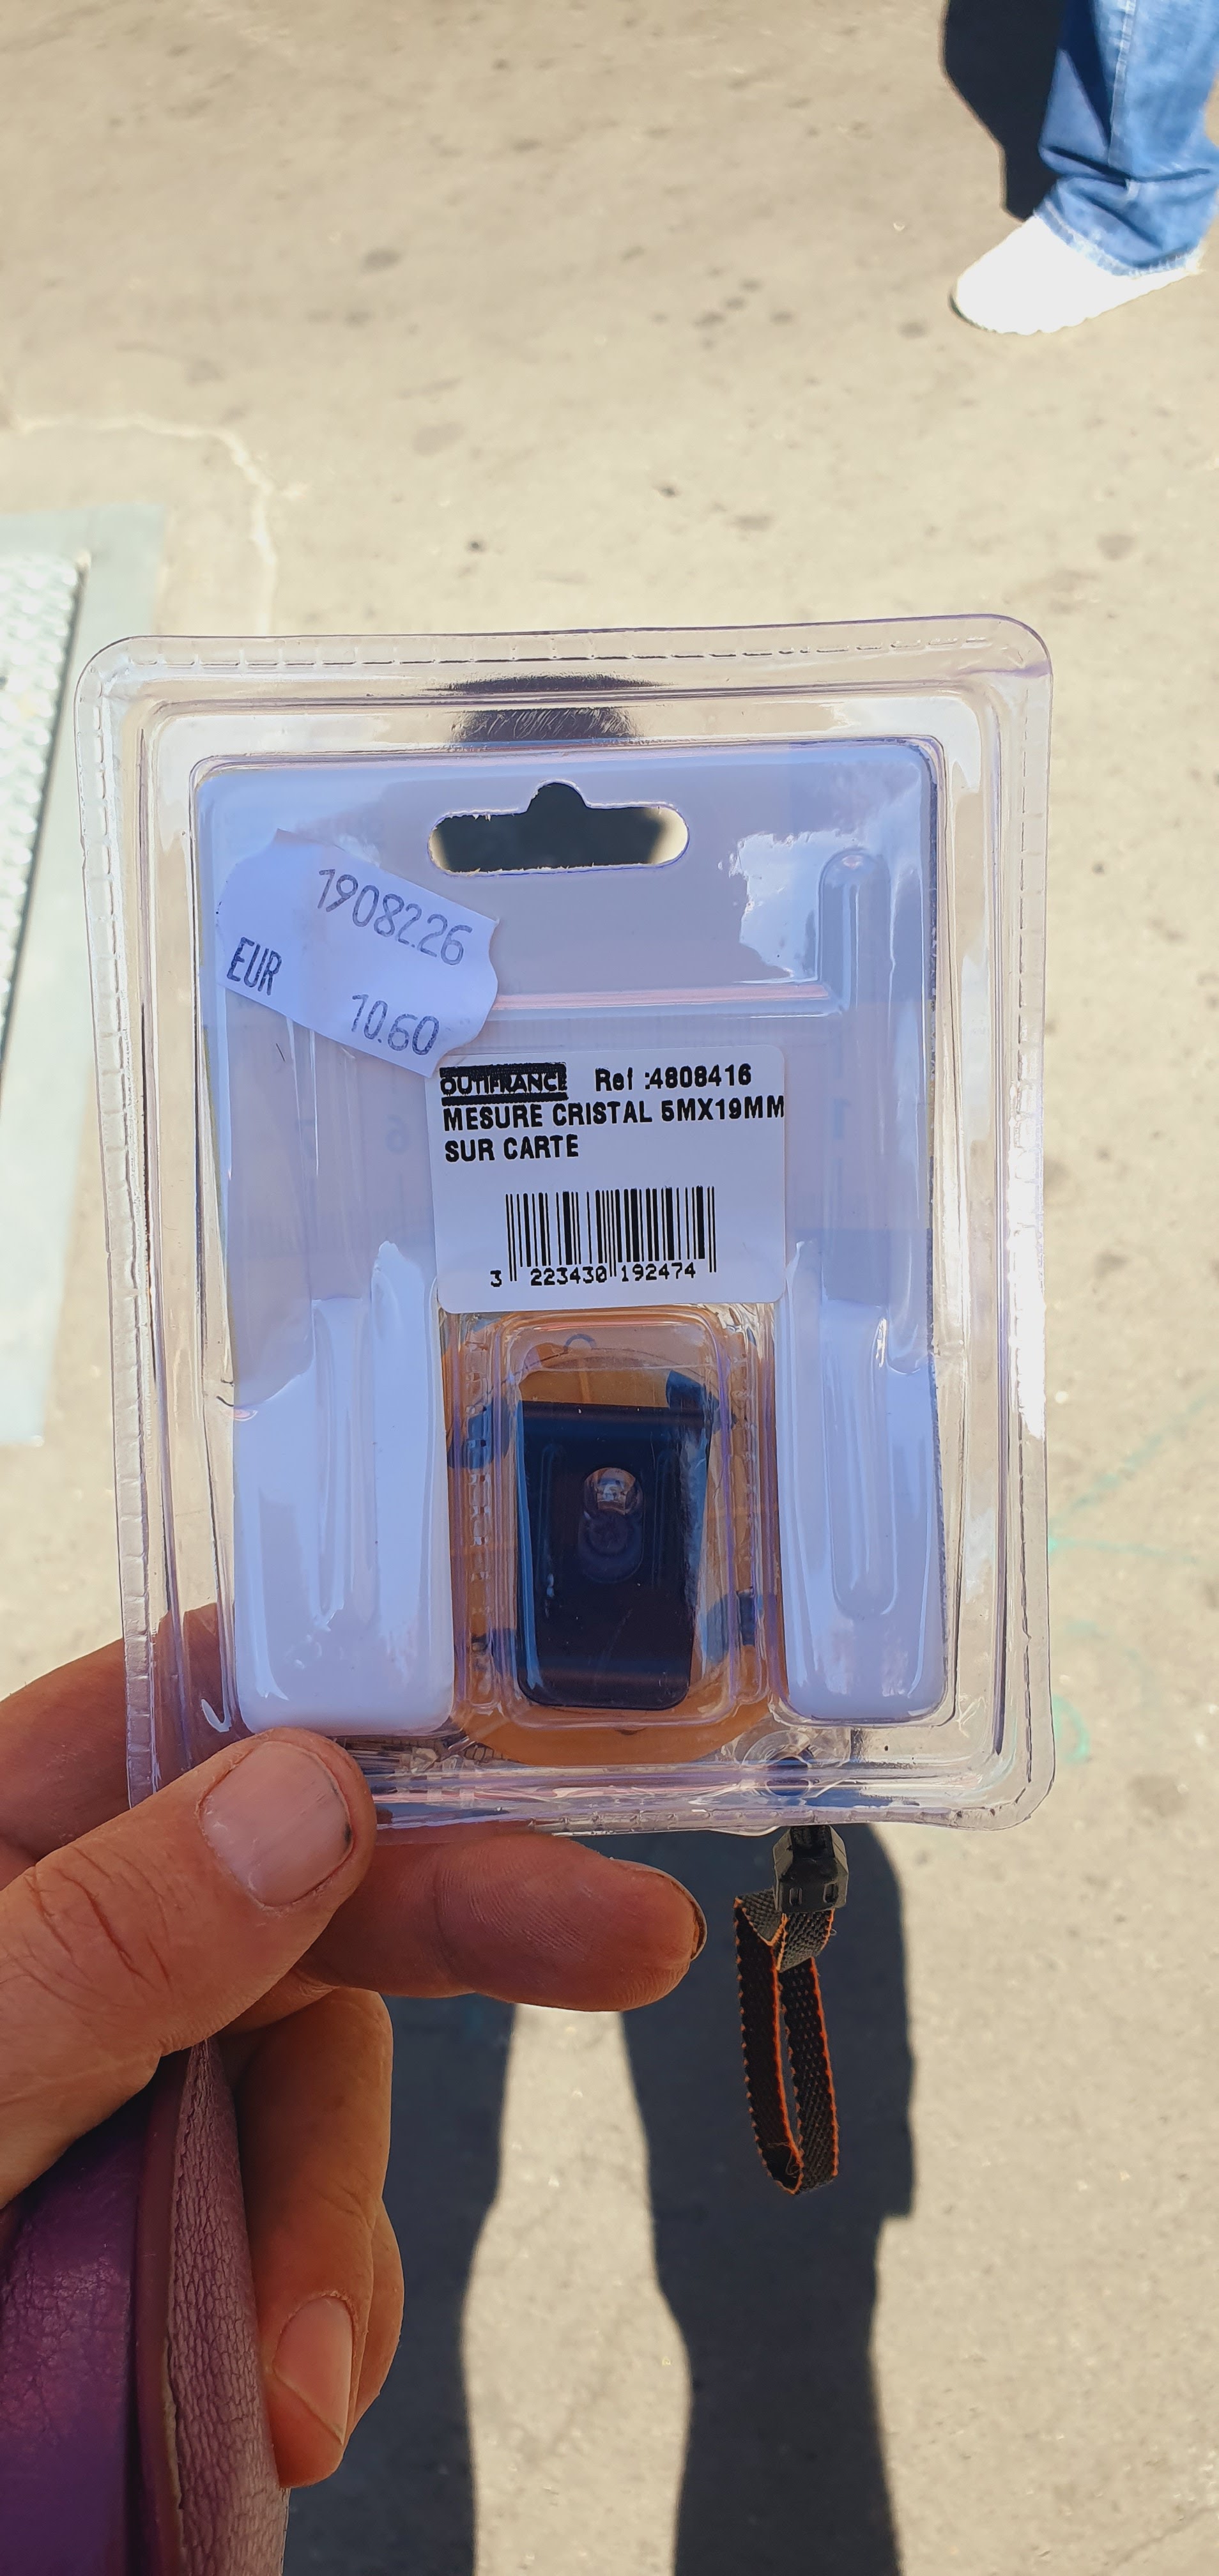 1908226
EUR
10.60
OUTIFRANCE Ref :4808416
MESURE CRISTAL 5MX19MM
SUR CARTE
3 223430 192474